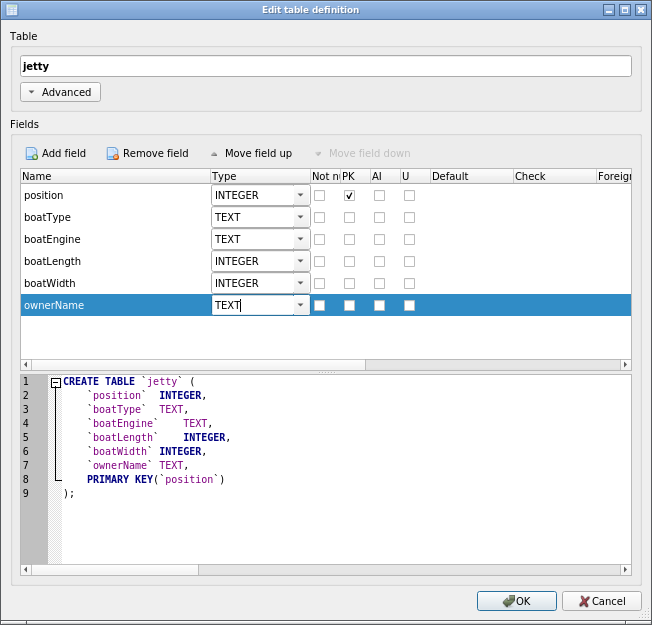 Edit table definition
Table
jetty
Advanced
Fields
Add field Remove field Move field up Move field down
Name Type Not n PK AI U Default Check Foreign
position INTEGER
boatType TEXT
boatEngine TEXT
boatLength INTEGER
boatWidth INTEGER
ownerName TEXT
1 CREATE TABLE `jetty` (
2 `position` INTEGER,
3 `boatType` TEXT,
4 `boatEngine` TEXT,
5 `boatLength` INTEGER,
6 `boatWidth` INTEGER,
7 `ownerName` TEXT,
8 PRIMARY KEY(`position`)
9 );
OK Cancel